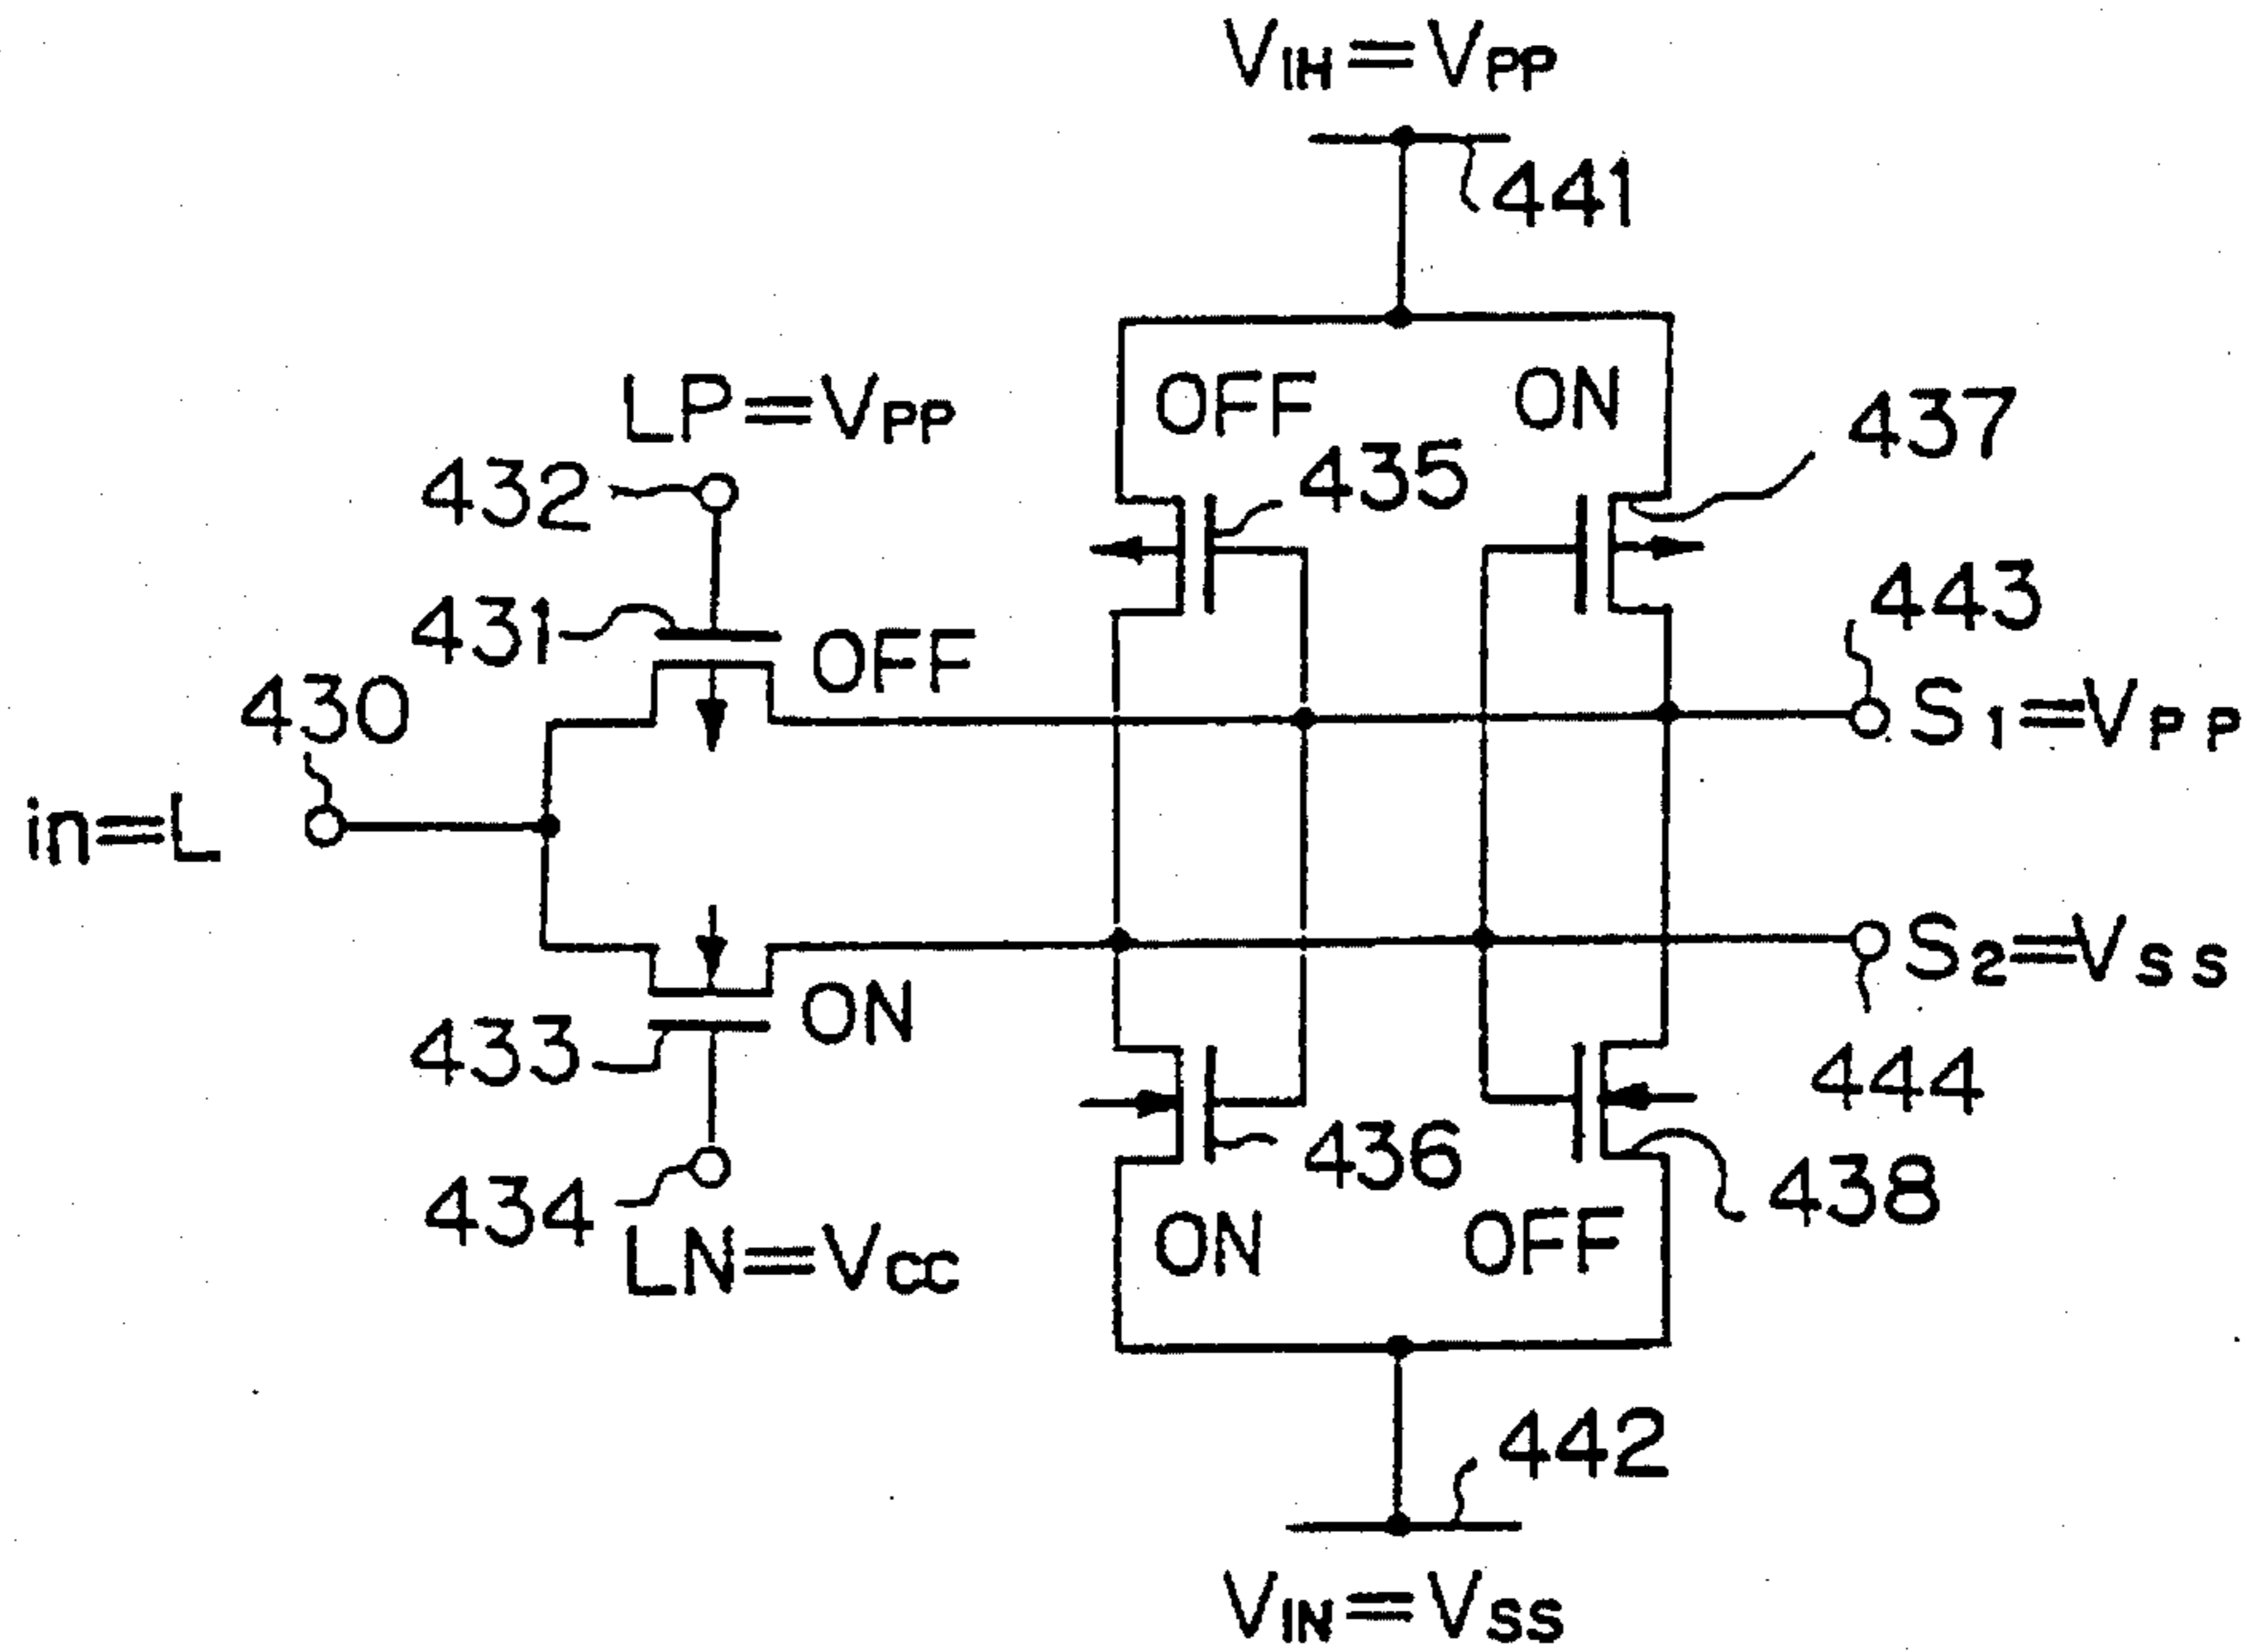 VIH=VPP
441
LP=VPP
OFF
ON
437
432
435
431
OFF
443
430
S1=VPP
in=L
S2=VSS
433
ON
444
434
436
438
LN=VCC
ON
OFF
442
VIN=VSS